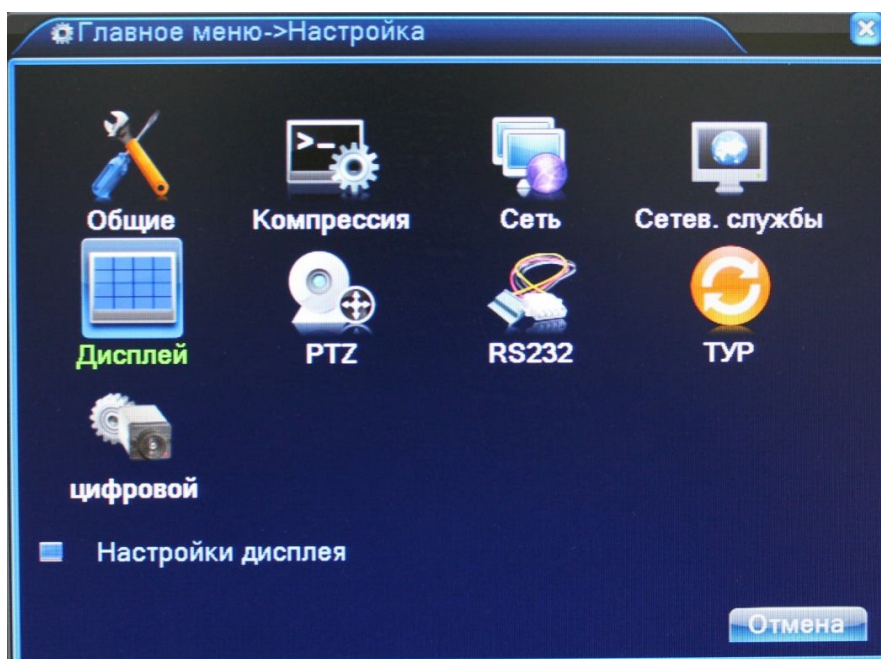 Главное меню->Настройка
Общие
Компрессия
Сеть
Сетев. службы
Дисплей
PTZ
RS232
ТУР
цифровой
Настройки дисплея
Отмена